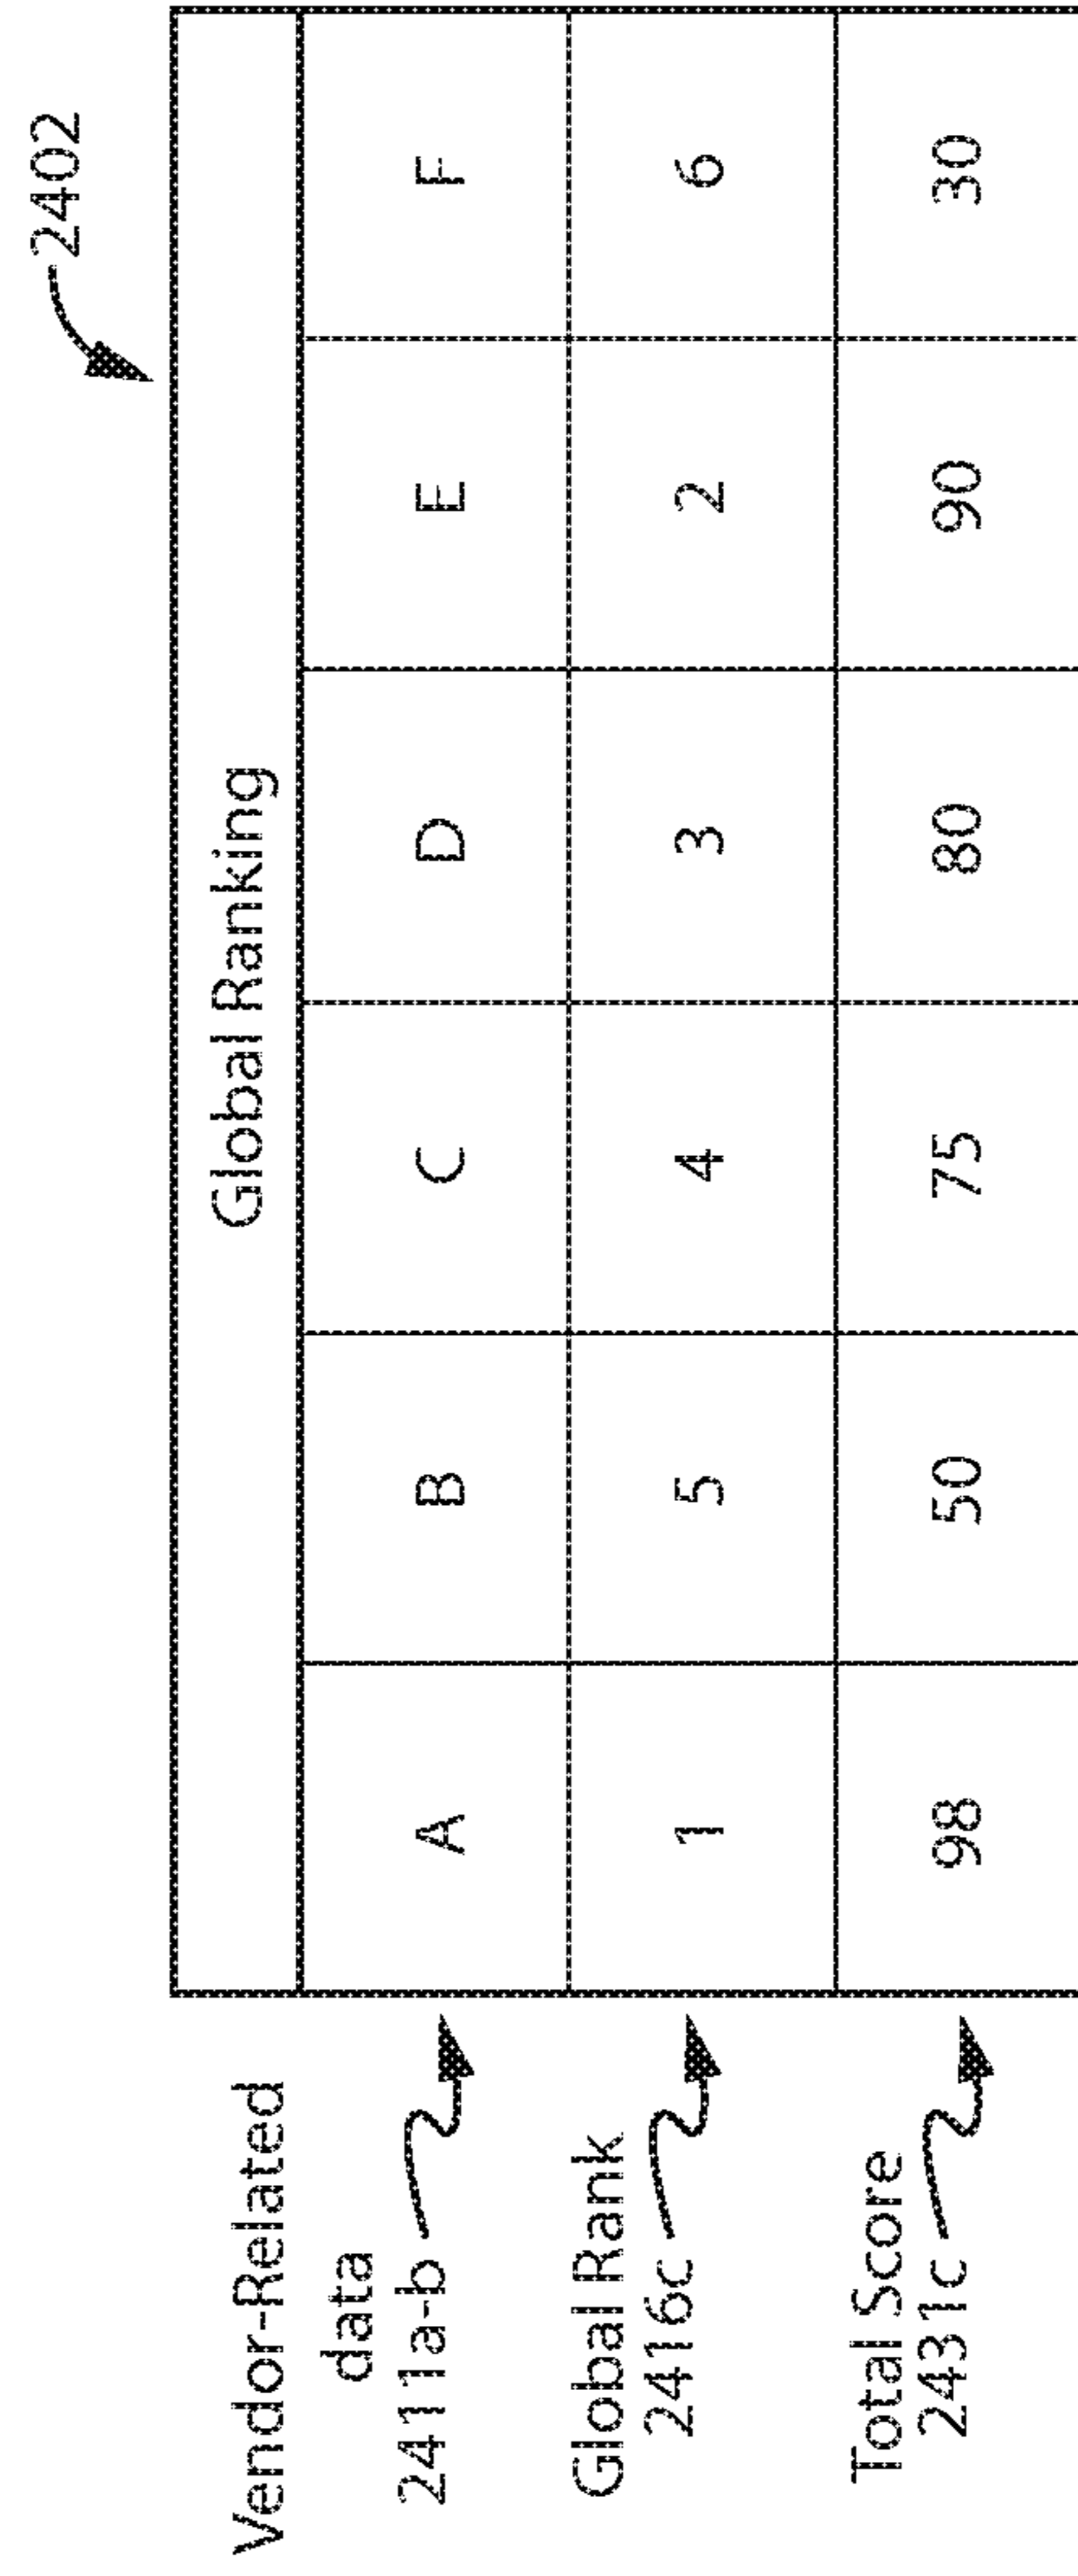 2402
Global Ranking
Vendor-Related
data
2411a-b
A B C D E F
Global Rank
2416c
1 5 4 3 2 6
Total Score
2431c
98 50 75 80 90 30